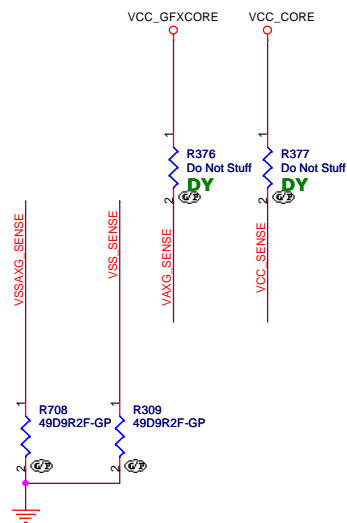 VCC_GFXCORE
VCC_CORE
1
R376
Do Not Stuff
DY
2
G/P
VAXG_SENSE
1
R377
Do Not Stuff
DY
2
G/P
VCC_SENSE
VSSAXG_SENSE
VSS_SENSE
1
R708
49D9R2F-GP
2
G/P
1
R309
49D9R2F-GP
2
G/P